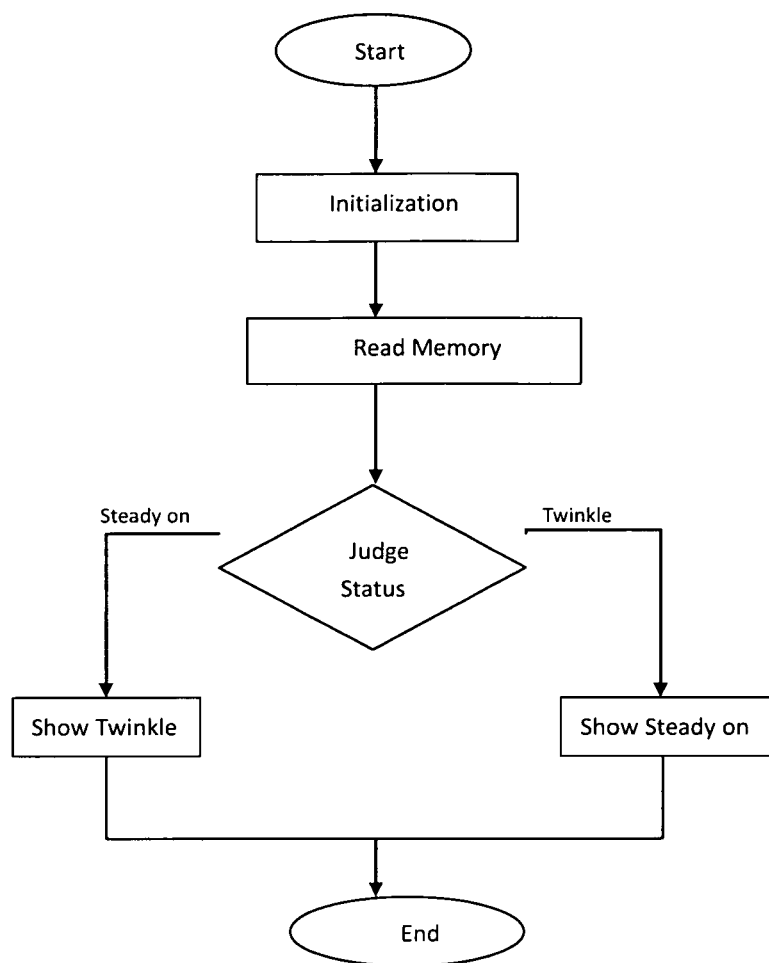 Start
Initialization
Read Memory
Steady on
Twinkle
Judge
Status
Show Twinkle
Show Steady on
End